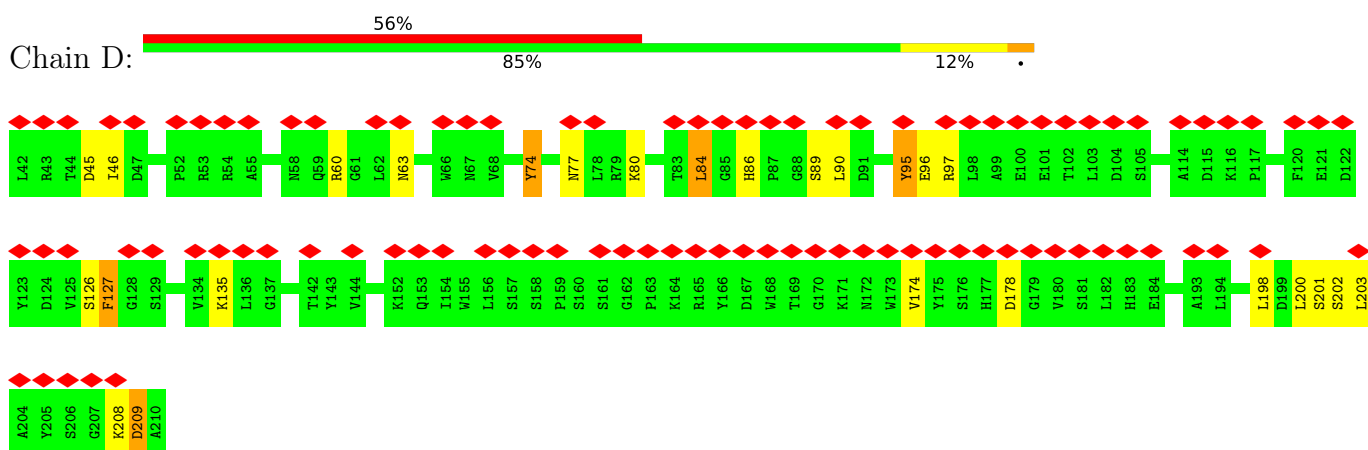 56%
Chain D:
85% 12% •
L42 R43 T44 D45 I46 D47 P52 R53 R54 A55 N58 Q59 R60 G61 L62 N63 W66 N67 V68 Y74 N77 L78 R79 K80 T83 L84 G85 H86 P87 G88 S89 L90 D91 Y95 E96 R97 L98 A99 E100 E101 T102 L103 D104 S105 A114 D115 K116 P117 F120 E121 D122
Y123 D124 V125 S126 F127 G128 S129 V134 K135 L136 G137 T142 Y143 V144 K152 Q153 I154 W155 L156 S157 S158 P159 S160 S161 G162 P163 K164 R165 Y166 D167 W168 T169 G170 K171 N172 W173 V174 Y175 S176 H177 D178 G179 V180 S181 L182 H183 E184 A193 L194 L198 D199 L200 S201 S202 L203
A204 Y205 S206 G207 K208 D209 A210